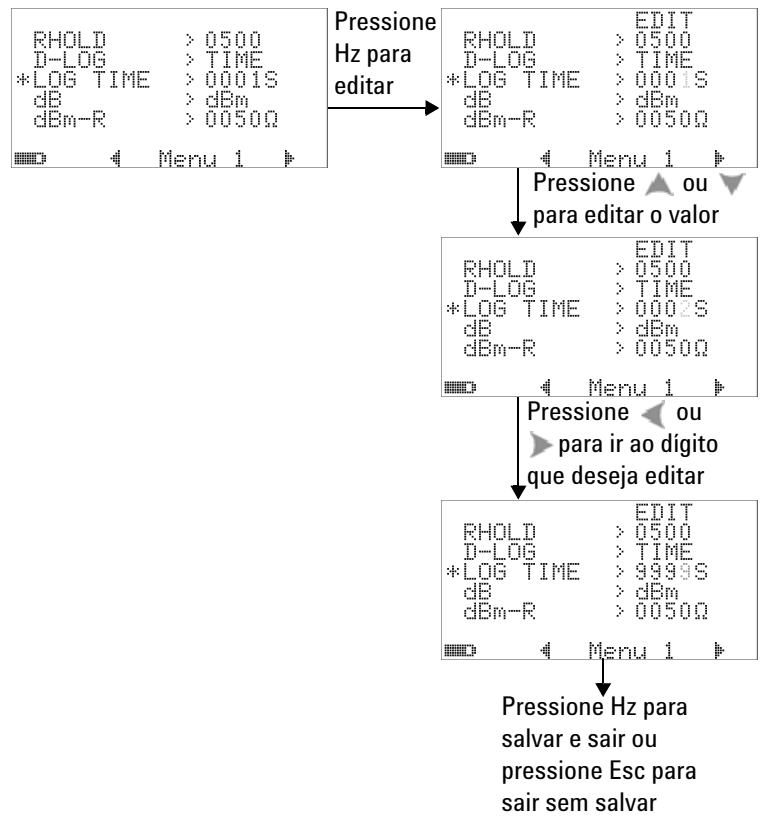 RHOLD > 0500
D-LOG > TIME
*LOG TIME > 0001S
dB > dBm
dBm-R > 0050Ω
Menu 1
Pressione
Hz para
editar
EDIT
RHOLD > 0500
D-LOG > TIME
*LOG TIME > 0001S
dB > dBm
dBm-R > 0050Ω
Menu 1
Pressione ▲ ou ▼
para editar o valor
EDIT
RHOLD > 0500
D-LOG > TIME
*LOG TIME > 0002S
dB > dBm
dBm-R > 0050Ω
Menu 1
Pressione ◀ ou
▶ para ir ao dígito
que deseja editar
EDIT
RHOLD > 0500
D-LOG > TIME
*LOG TIME > 9999S
dB > dBm
dBm-R > 0050Ω
Menu 1
Pressione Hz para
salvar e sair ou
pressione Esc para
sair sem salvar